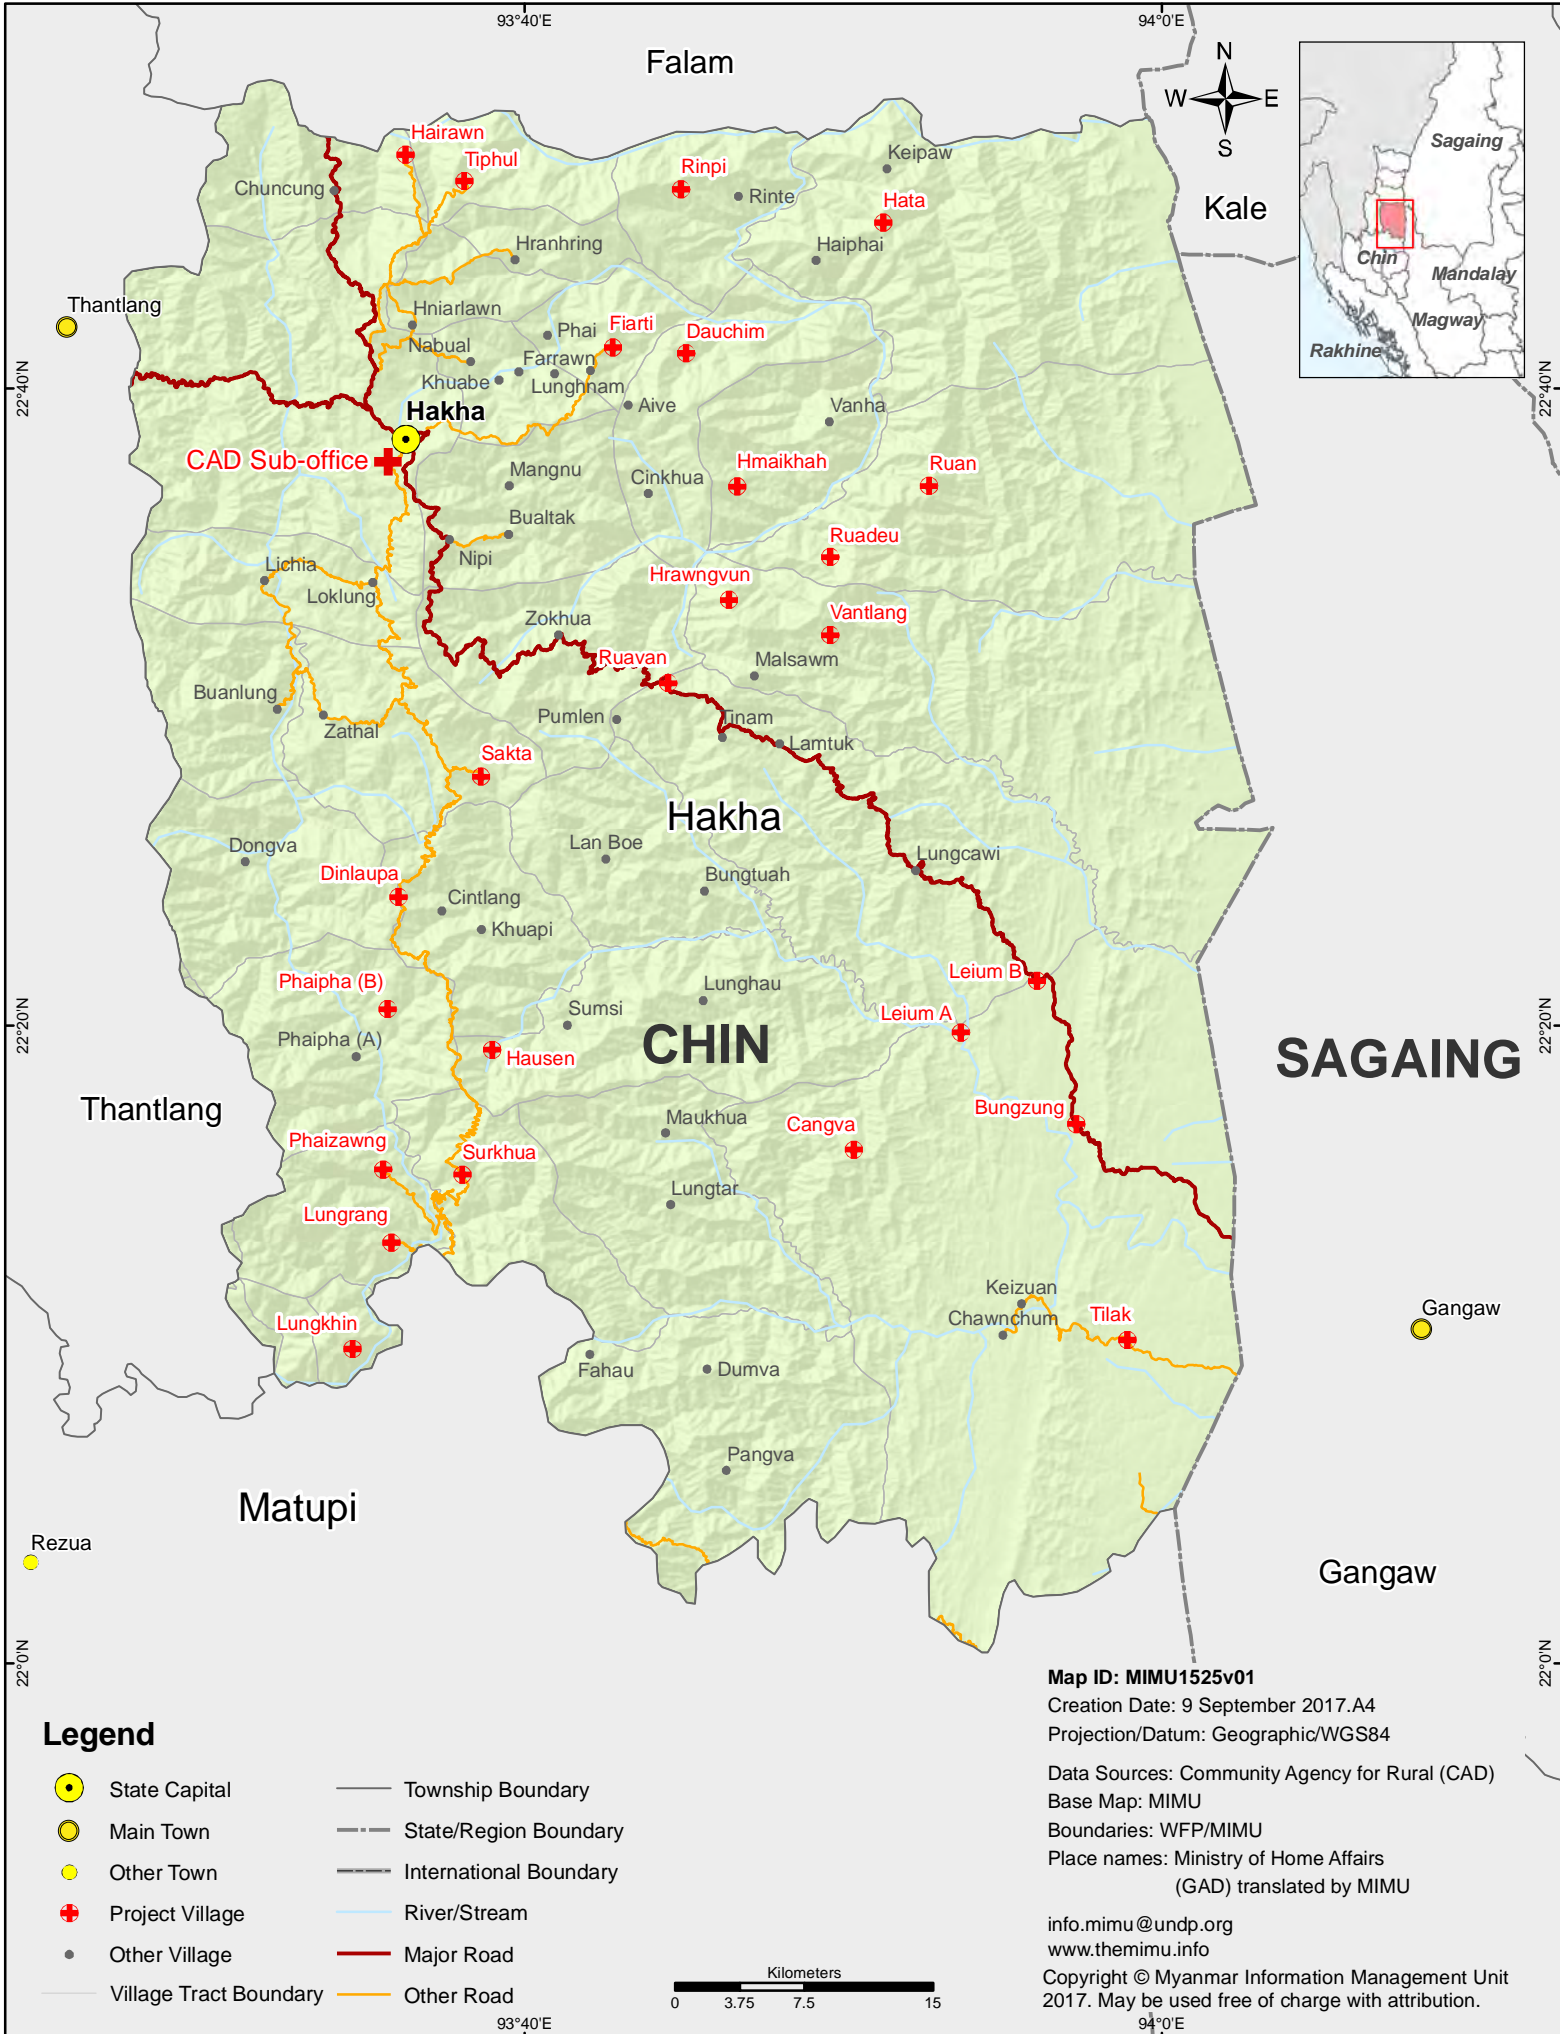 93°40'E
94°0'E
Falam
N
W
E
S
Sagaing
Kale
Chin
Mandalay
Magway
Rakhine
Hairawn
Tiphul
Rinpi
Keipaw
Chuncung
Rinte
Hata
Hranhring
Haiphai
Thantlang
Hniarlawn
Phai
Fiarti
Dauchim
Nabual
Farrawn
Khuabe
Lunghnam
22°40'N
22°40'N
Hakha
Aive
Vanha
CAD Sub-office
Mangnu
Cinkhua
Hmaikhah
Ruan
Bualtak
Nipi
Ruadeu
Lichia
Loklung
Hrawngvun
Zokhua
Vantlang
Ruavan
Malsawm
Buanlung
Zathal
Pumlen
Tinam
Lamtuk
Sakta
Hakha
Dongva
Lan Boe
Lungcawi
Dinlaupa
Bungtuah
Cintlang
Khuapi
Phaipha (B)
Lunghau
Leium B
Sumsi
Leium A
22°20'N
22°20'N
Phaipha (A)
Hausen
CHIN
SAGAING
Thantlang
Maukhua
Cangva
Bungzung
Phaizawng
Surkhua
Lungtar
Lungrang
Keizuan
Chawnchum
Tilak
Gangaw
Lungkhin
Fahau
Dumva
Pangva
Matupi
Rezua
Gangaw
22°0'N
22°0'N
Map ID: MIMU1525v01
Creation Date: 9 September 2017.A4
Projection/Datum: Geographic/WGS84
Data Sources: Community Agency for Rural (CAD)
Base Map: MIMU
Boundaries: WFP/MIMU
Place names: Ministry of Home Affairs
(GAD) translated by MIMU
info.mimu@undp.org
www.themimu.info
Copyright © Myanmar Information Management Unit
2017. May be used free of charge with attribution.
Legend
State Capital
Main Town
Other Town
Project Village
Other Village
Village Tract Boundary
Township Boundary
State/Region Boundary
International Boundary
River/Stream
Major Road
Other Road
Kilometers
0 3.75 7.5 15
93°40'E
94°0'E